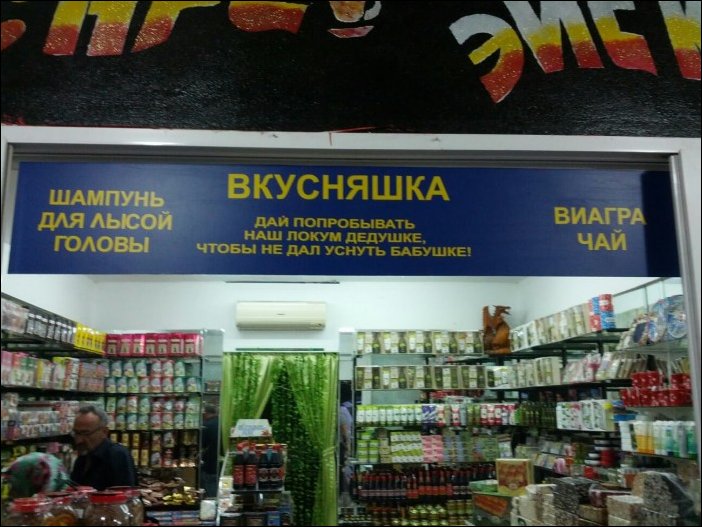 ШАМПУНЬ
ДЛЯ ЛЫСОЙ
ГОЛОВЫ
ВКУСНЯШКА
ДАЙ ПОПРОБЫВАТЬ
НАШ ЛОКУМ ДЕДУШКЕ,
ЧТОБЫ НЕ ДАЛ УСНУТЬ БАБУШКЕ!
ВИАГРА
ЧАЙ